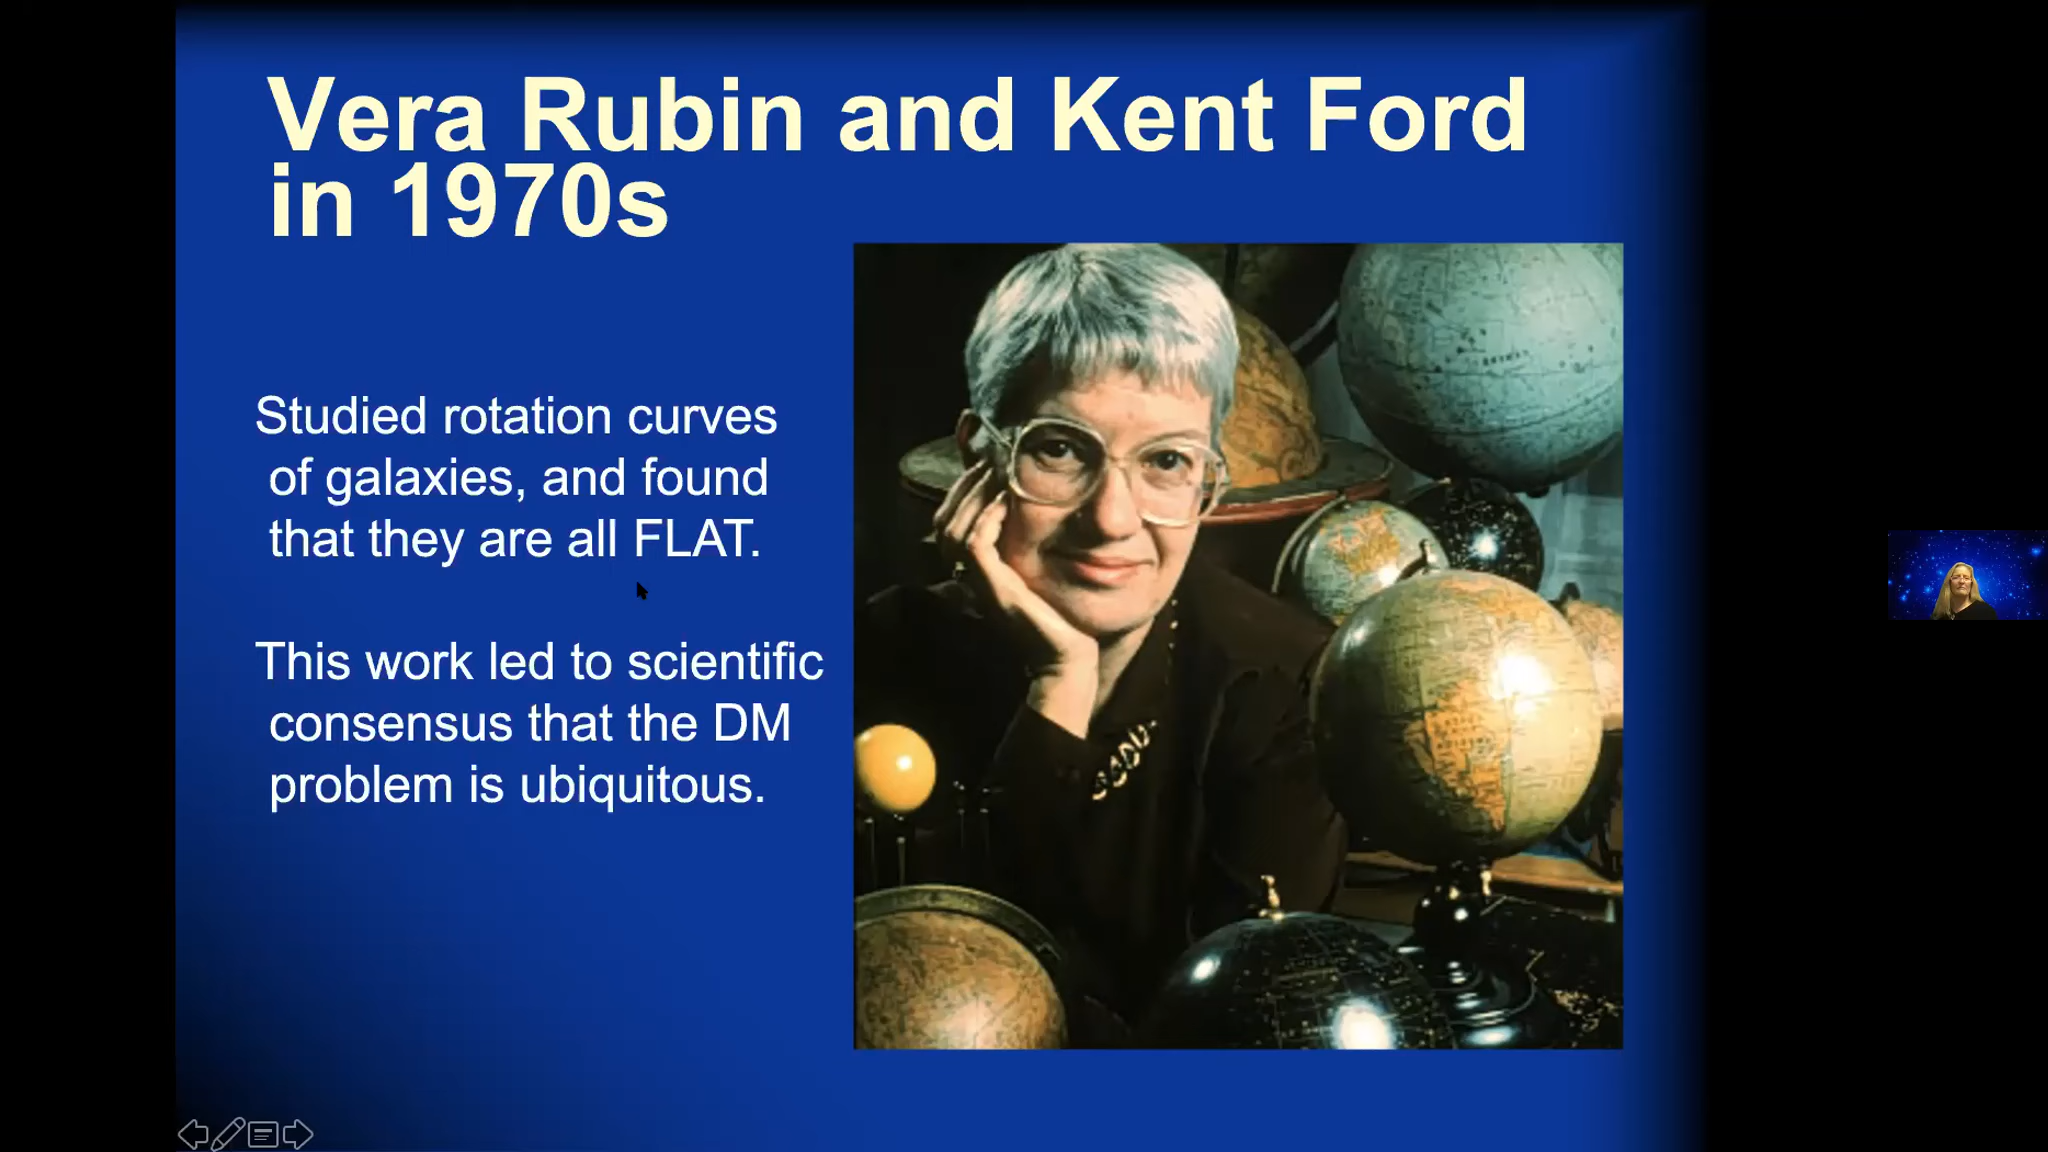 Vera Rubin and Kent Ford
in 1970s
Studied rotation curves
of galaxies, and found
that they are all FLAT.
This work led to scientific
consensus that the DM
problem is ubiquitous.